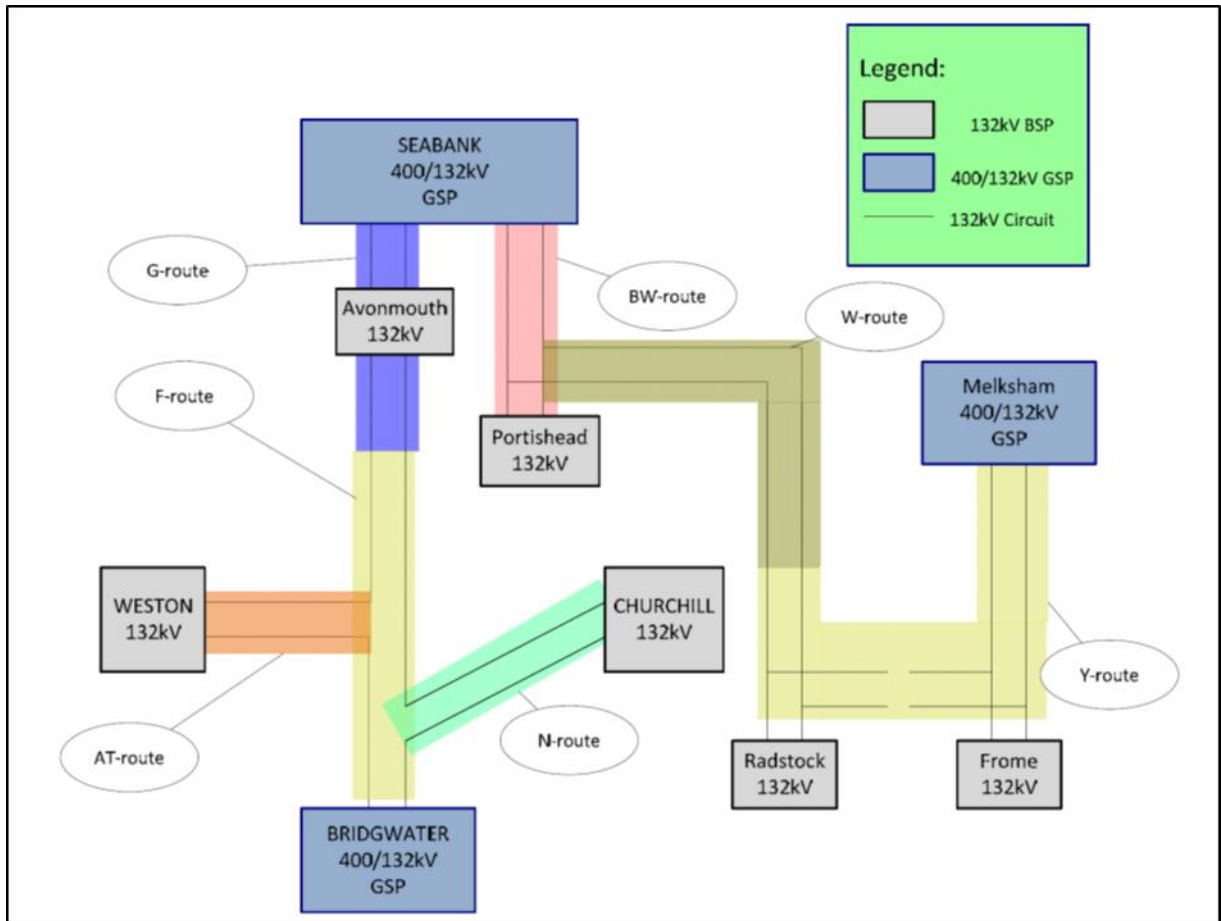 Legend:
132kV BSP
400/132kV GSP
132kV Circuit
SEABANK
400/132kV
GSP
G-route
BW-route
Avonmouth
132kV
W-route
F-route
Melksham
400/132kV
GSP
Portishead
132kV
WESTON
132kV
CHURCHILL
132kV
Y-route
AT-route
N-route
Radstock
132kV
Frome
132kV
BRIDGWATER
400/132kV
GSP